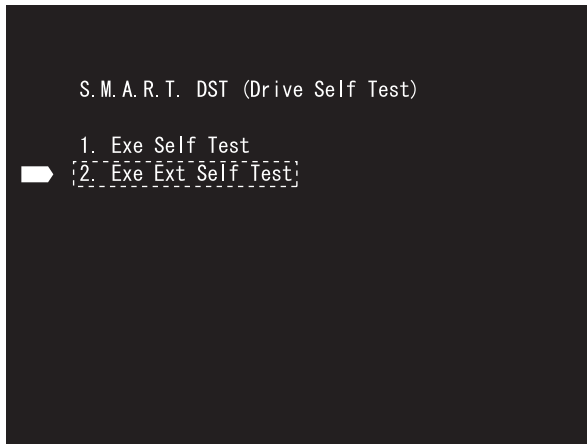 S.M.A.R.T. DST (Drive Self Test)
1. Exe Self Test
2. Exe Ext Self Test